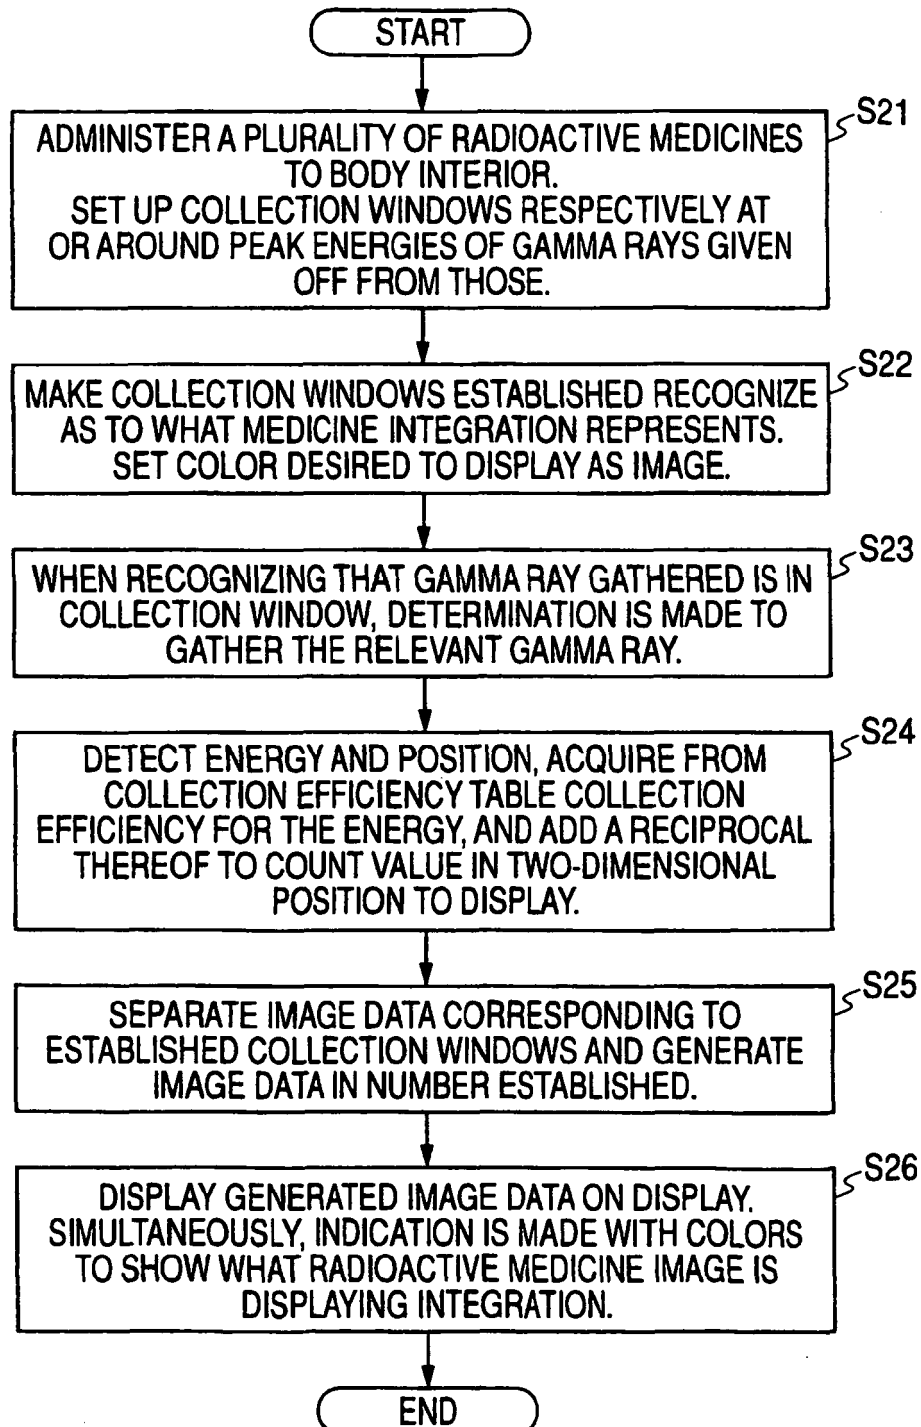 START
S21
ADMINISTER A PLURALITY OF RADIOACTIVE MEDICINES
TO BODY INTERIOR.
SET UP COLLECTION WINDOWS RESPECTIVELY AT
OR AROUND PEAK ENERGIES OF GAMMA RAYS GIVEN
OFF FROM THOSE.
S22
MAKE COLLECTION WINDOWS ESTABLISHED RECOGNIZE
AS TO WHAT MEDICINE INTEGRATION REPRESENTS.
SET COLOR DESIRED TO DISPLAY AS IMAGE.
S23
WHEN RECOGNIZING THAT GAMMA RAY GATHERED IS IN
COLLECTION WINDOW, DETERMINATION IS MADE TO
GATHER THE RELEVANT GAMMA RAY.
S24
DETECT ENERGY AND POSITION, ACQUIRE FROM
COLLECTION EFFICIENCY TABLE COLLECTION
EFFICIENCY FOR THE ENERGY, AND ADD A RECIPROCAL
THEREOF TO COUNT VALUE IN TWO-DIMENSIONAL
POSITION TO DISPLAY.
S25
SEPARATE IMAGE DATA CORRESPONDING TO
ESTABLISHED COLLECTION WINDOWS AND GENERATE
IMAGE DATA IN NUMBER ESTABLISHED.
S26
DISPLAY GENERATED IMAGE DATA ON DISPLAY.
SIMULTANEOUSLY, INDICATION IS MADE WITH COLORS
TO SHOW WHAT RADIOACTIVE MEDICINE IMAGE IS
DISPLAYING INTEGRATION.
END